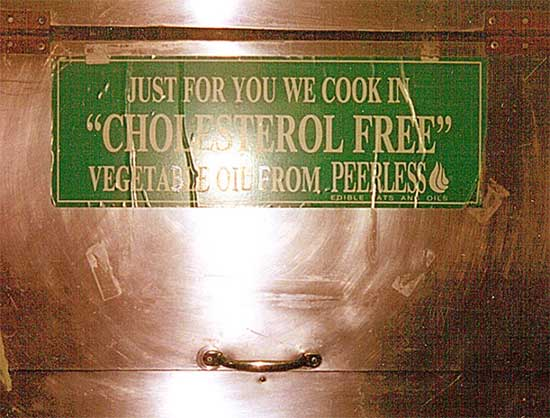 JUST FOR YOU WE COOK IN
“CHOLESTEROL FREE”
VEGETABLE OIL FROM PEERLESS
EDIBLE FATS AND OILS